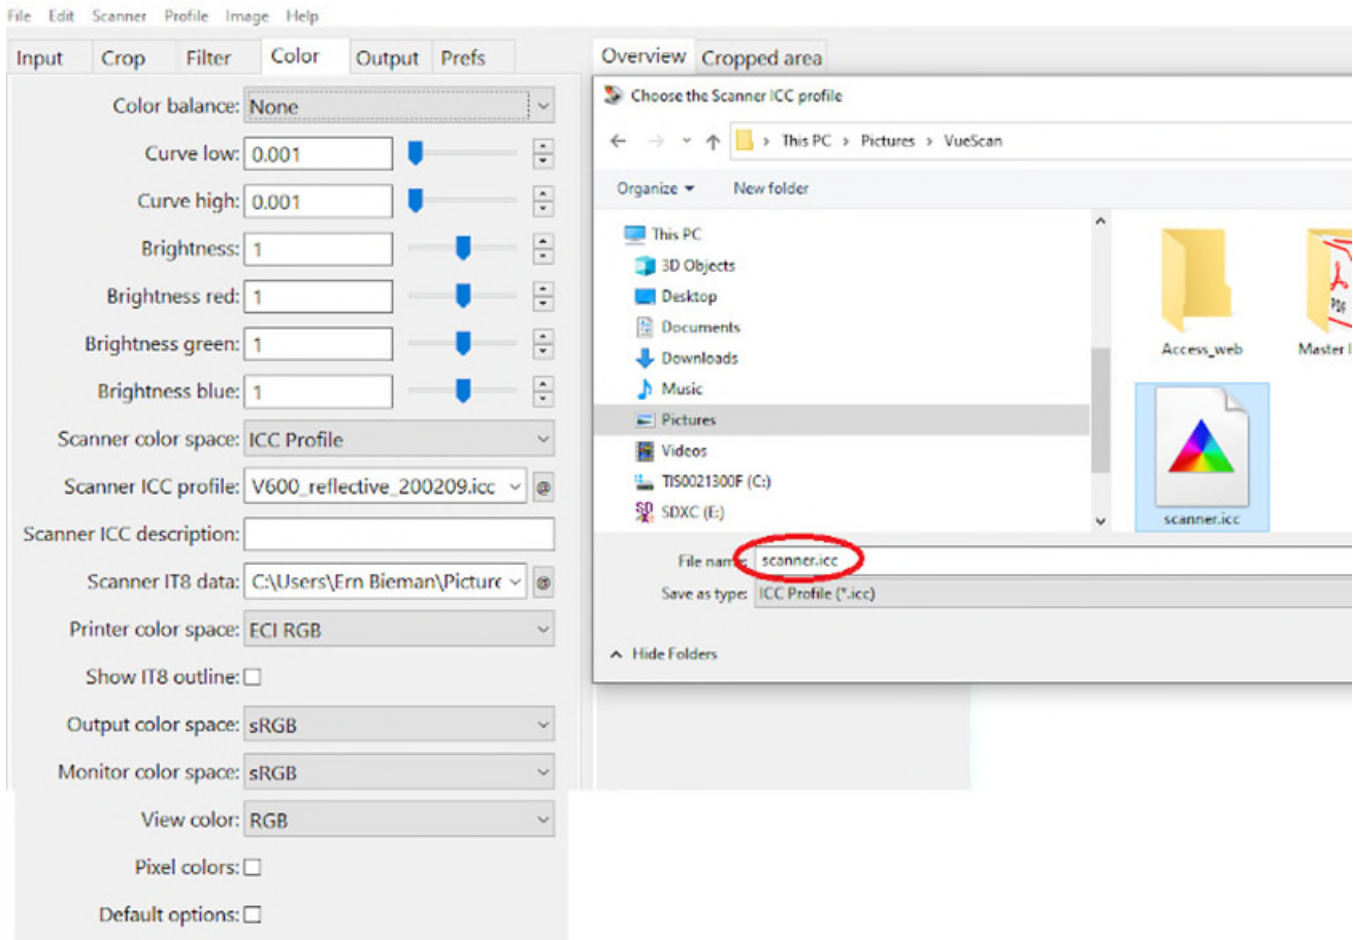 File Edit Scanner Profile Image Help
Input Crop Filter Color Output Prefs
Color balance: None
Curve low: 0.001
Curve high: 0.001
Brightness: 1
Brightness red: 1
Brightness green: 1
Brightness blue: 1
Scanner color space: ICC Profile
Scanner ICC profile: V600_reflective_200209.icc @
Scanner ICC description:
Scanner IT8 data: C:\Users\Ern Bieman\Picture @
Printer color space: ECI RGB
Show IT8 outline:
Output color space: sRGB
Monitor color space: sRGB
View color: RGB
Pixel colors:
Default options:
Overview Cropped area
Choose the Scanner ICC profile
This PC > Pictures > VueScan
Organize New folder
This PC
3D Objects
Desktop
Documents
Downloads
Music
Pictures
Videos
TIS0021300F (C:)
SDXC (E:)
Access_web
PDF
Master
scanner.icc
File name: scanner.icc
Save as type: ICC Profile (*.icc)
Hide Folders